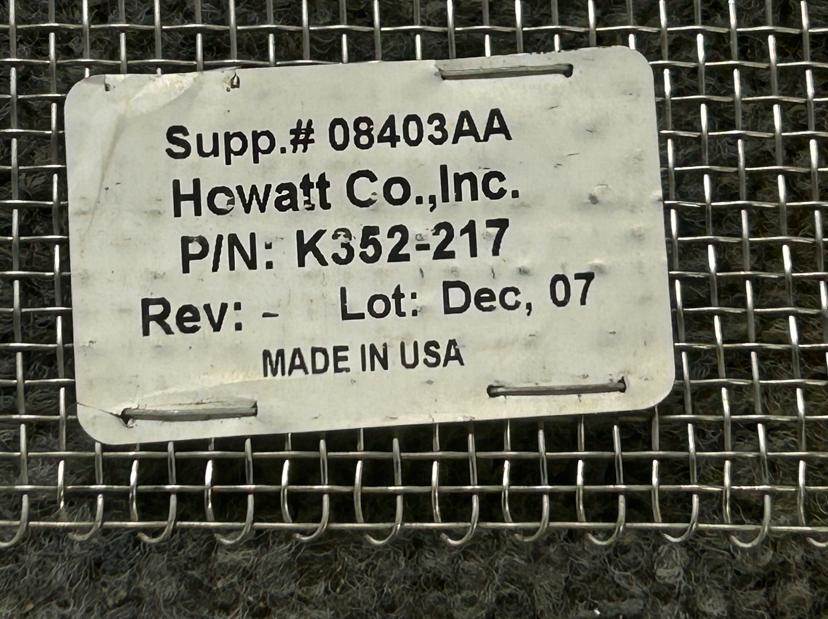 Supp.# 08403AA
Howatt Co.,Inc.
P/N: K352-217
Rev: - Lot: Dec, 07
MADE IN USA